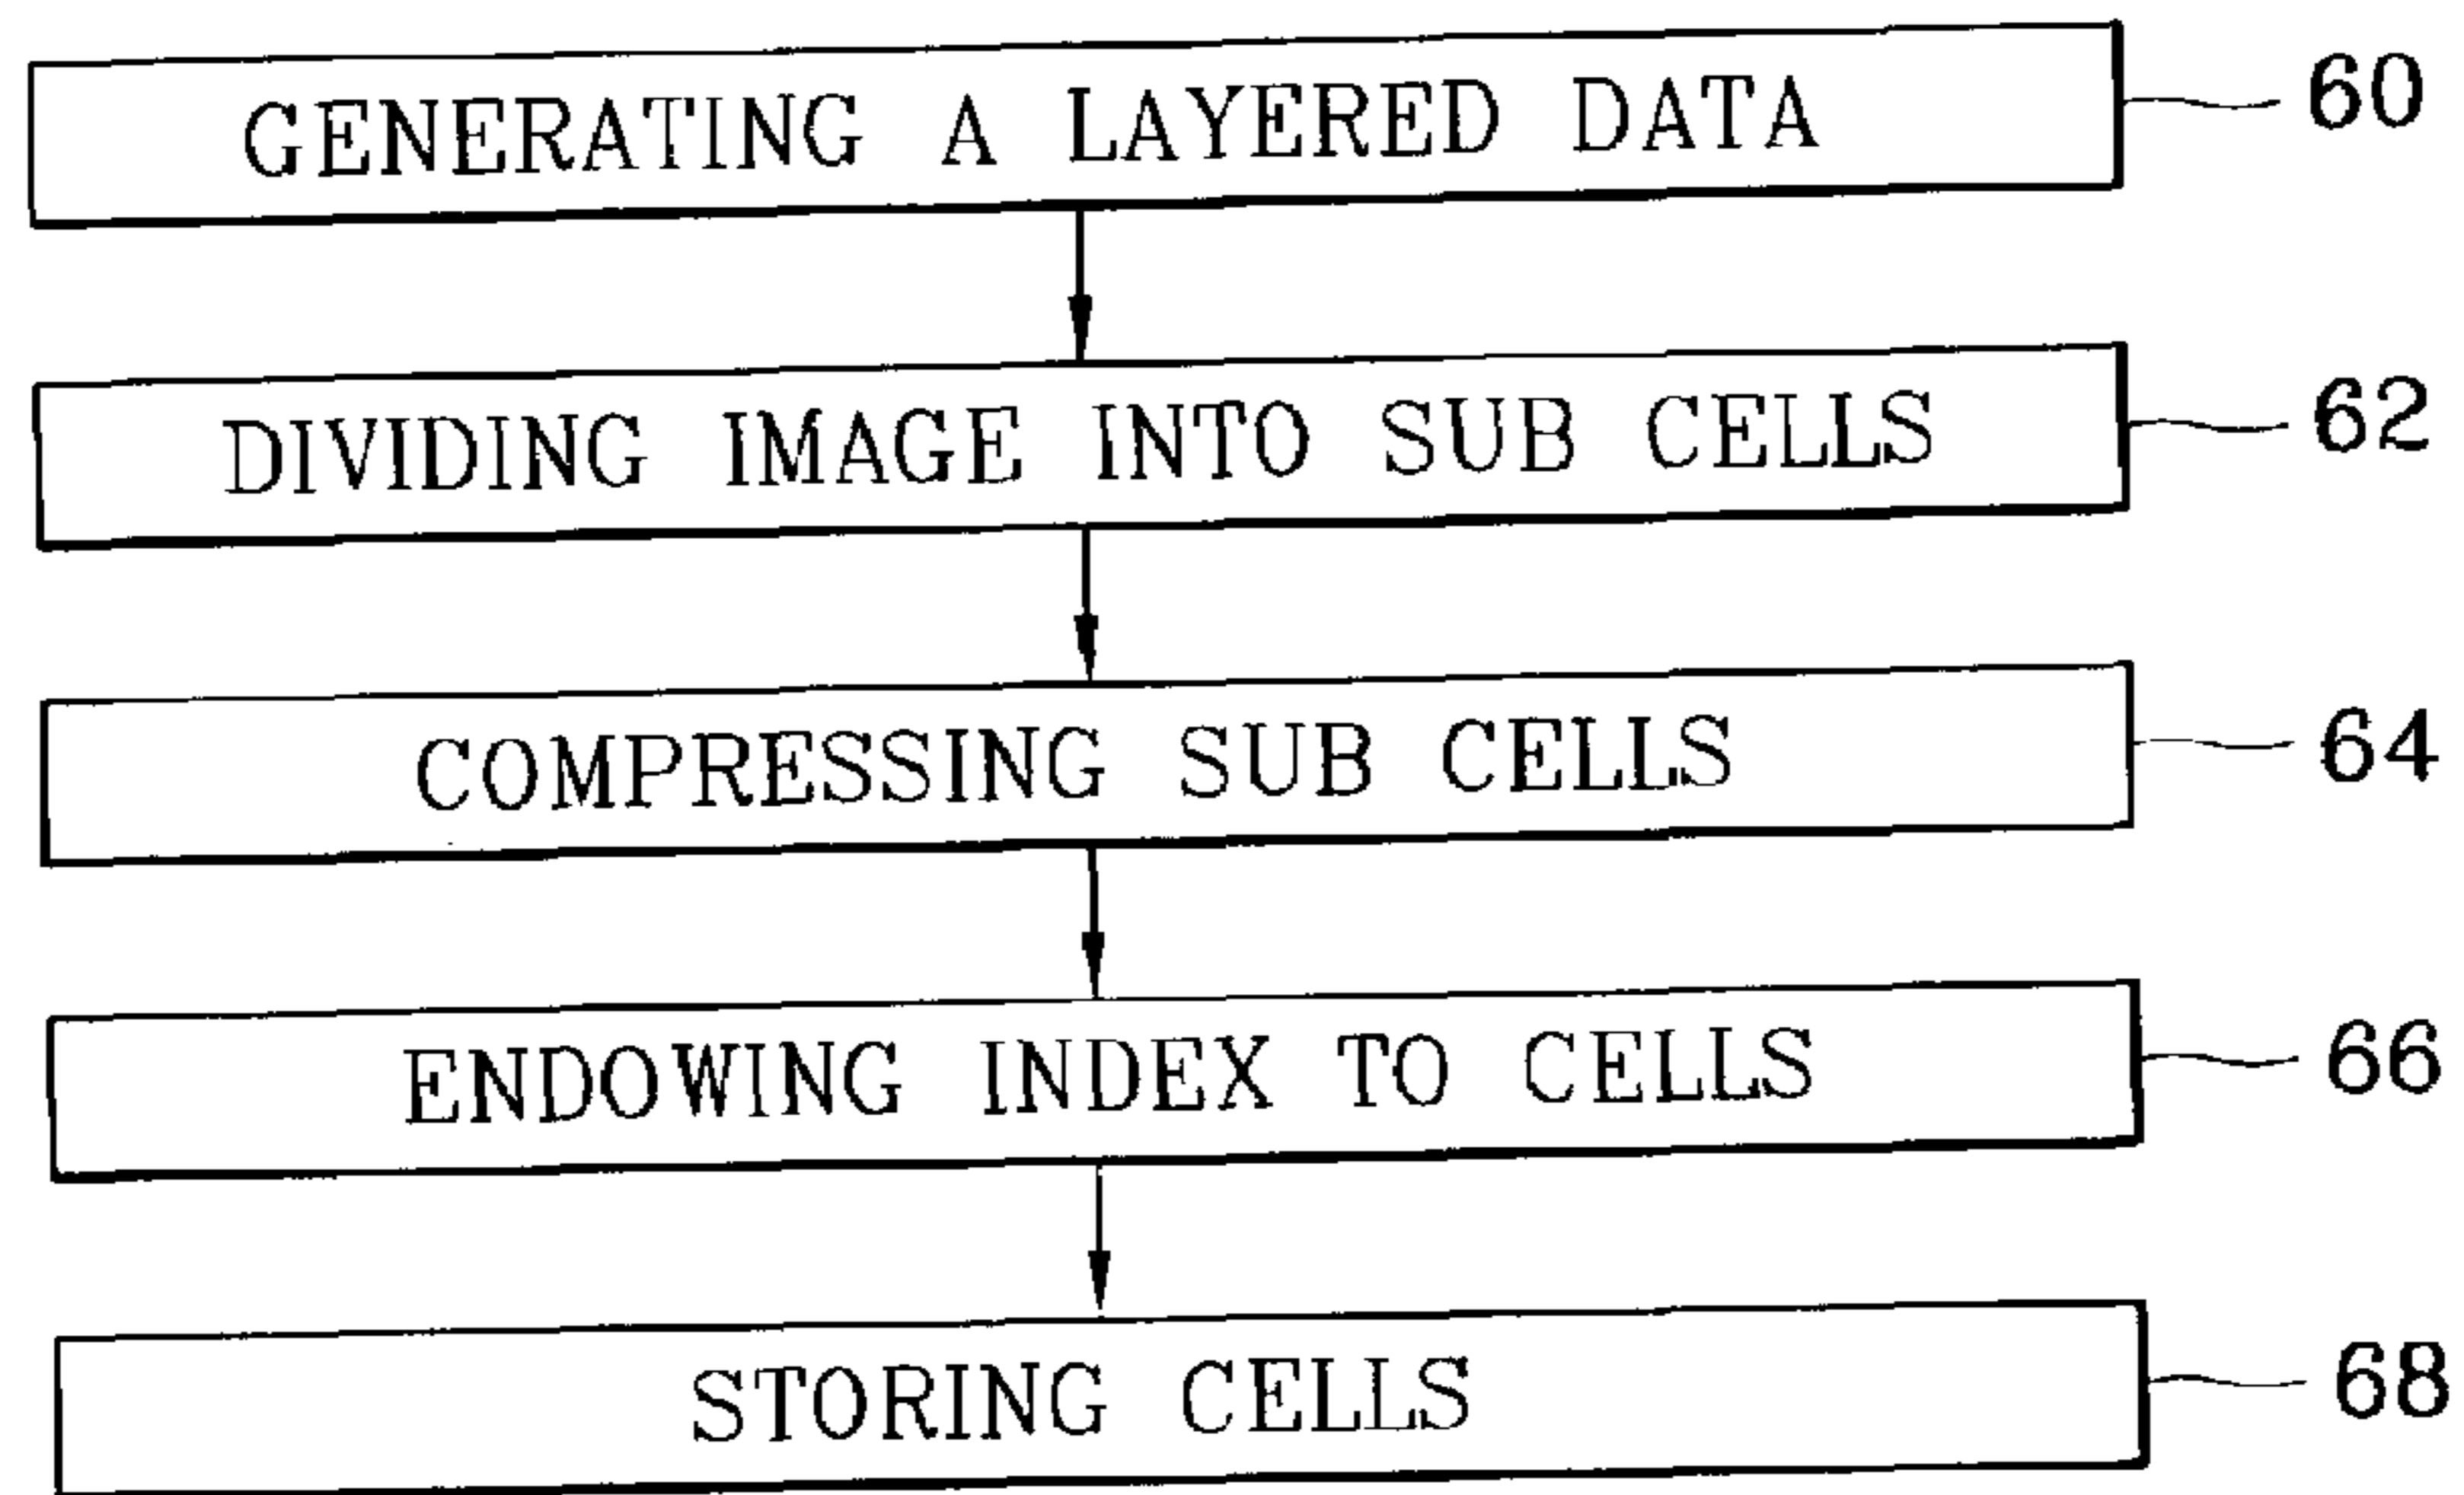 GENERATING A LAYERED DATA 60
DIVIDING IMAGE INTO SUB CELLS 62
COMPRESSING SUB CELLS 64
ENDOWING INDEX TO CELLS 66
STORING CELLS 68